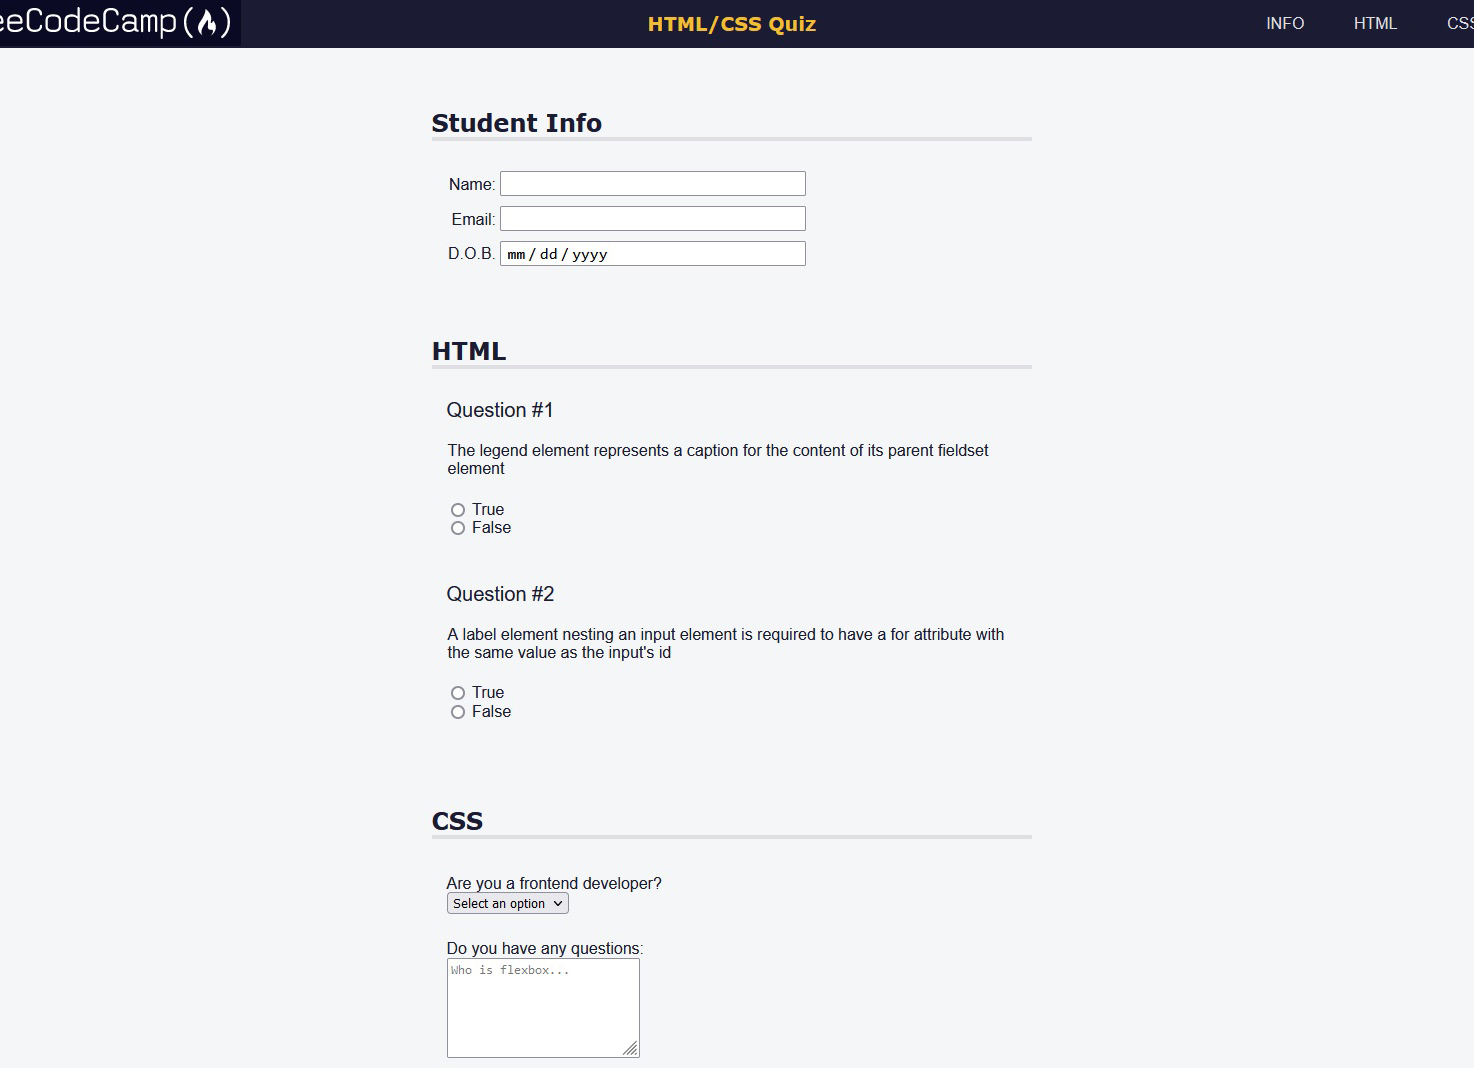 eeCodeCamp
HTML/CSS Quiz
INFO
HTML
CSS
Student Info
Name:
Email:
D.O.B.
mm / dd / yyyy
HTML
Question #1
The legend element represents a caption for the content of its parent fieldset
element
True
False
Question #2
A label element nesting an input element is required to have a for attribute with
the same value as the input's id
True
False
CSS
Are you a frontend developer?
Select an option
Do you have any questions:
Who is flexbox...